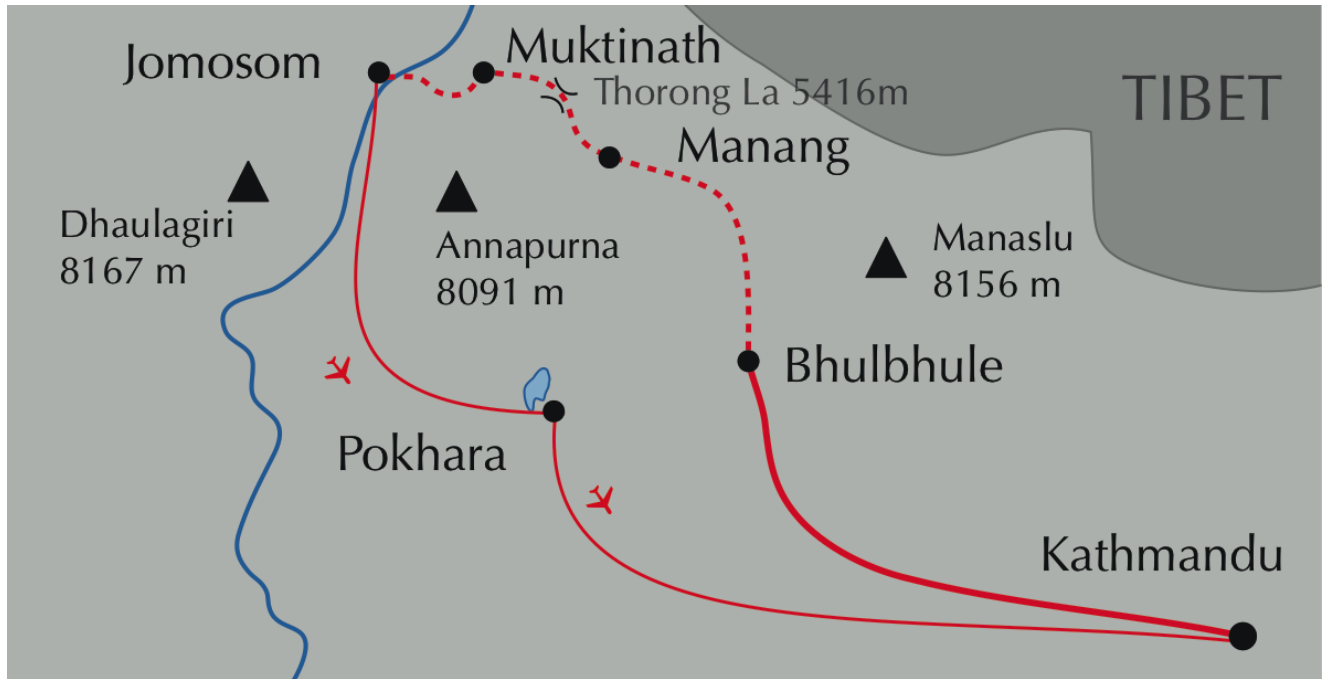 Jomosom
Muktinath
Thorong La 5416m
TIBET
Manang
Dhaulagiri
8167 m
Annapurna
8091 m
Manaslu
8156 m
Bhulbhule
Pokhara
Kathmandu